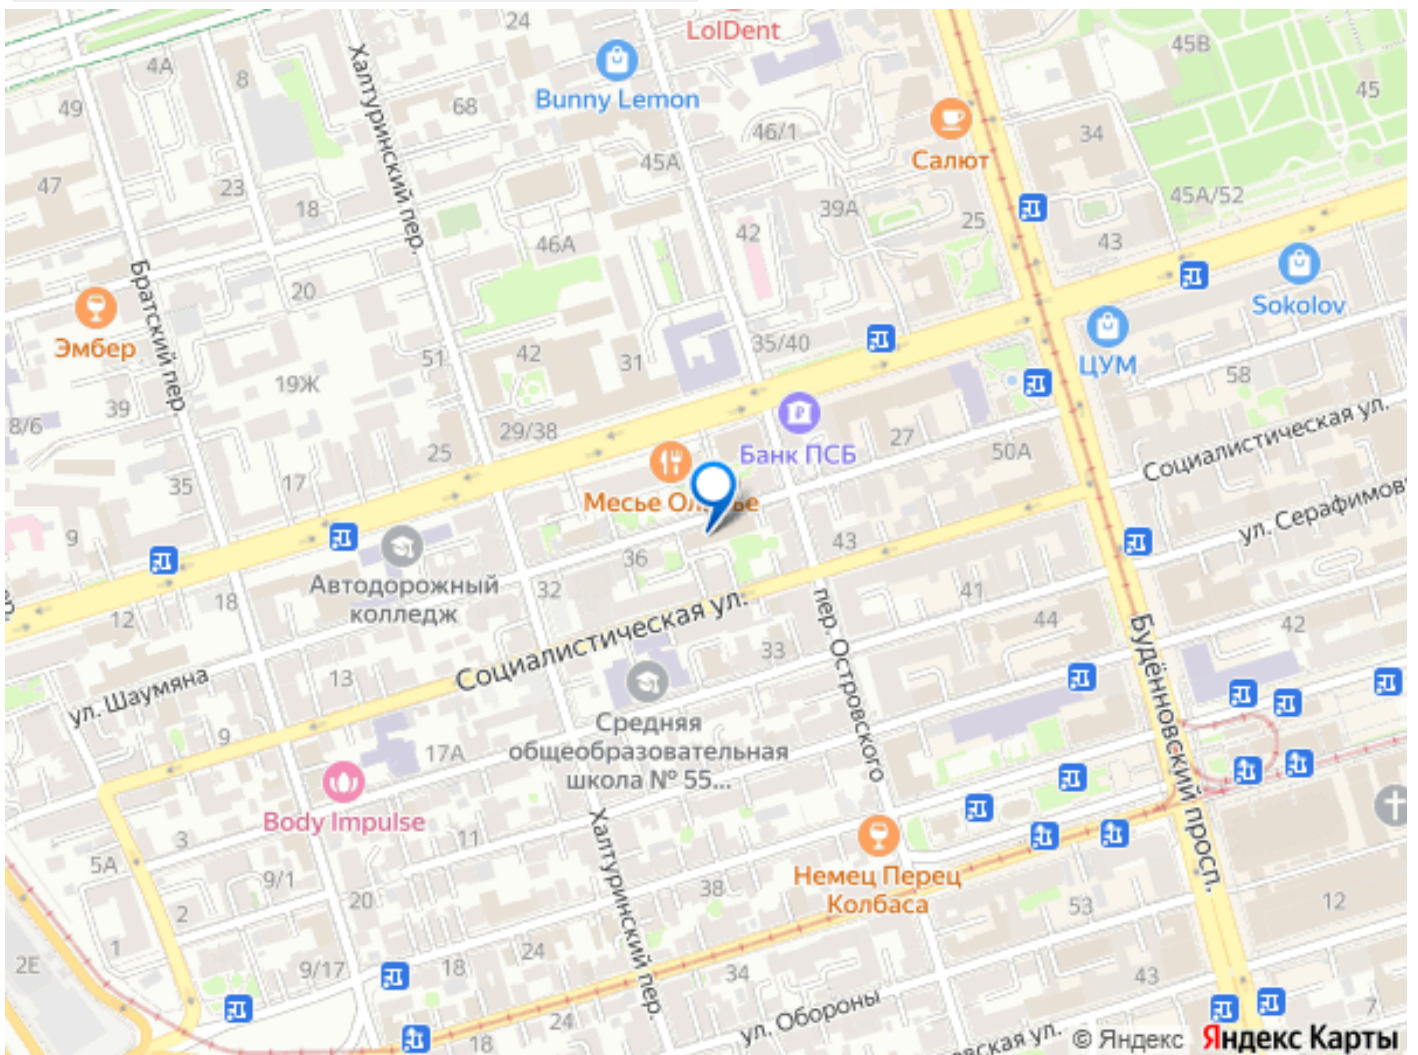 24
LolDent
45В
4А
8
49
Халтуринский пер.
68
Bunny Lemon
46/1
45А
45
34
Салют
47
23
18
39А
25
45А/52
42
43
46А
Братский пер.
20
Эмбер
Sokolov
35/40
51
42
31
ЦУМ
58
19Ж
39
8/6
29/38
25
Банк ПСБ
27
50А
Социалистическая ул.
Месье Ол
ье
17
35
9
36
43
ул. Серафимов
Автодорожный
колледж
32
18
12
41
44
42
пер. Островского
Социалистическая ул.
33
13
ул. Шаумяна
Будённовский просп.
Средняя
общеобразовательная
школа № 55...
9
17А
Body Impulse
Халтуринский пер.
11
3
5А
9/1
Немец Перец
Колбаса
38
53
12
20
2
1
24
2Е
9/17
18
34
43
ул. Обороны
24
18
7
вская ул.
© Яндекс Яндекс Карты